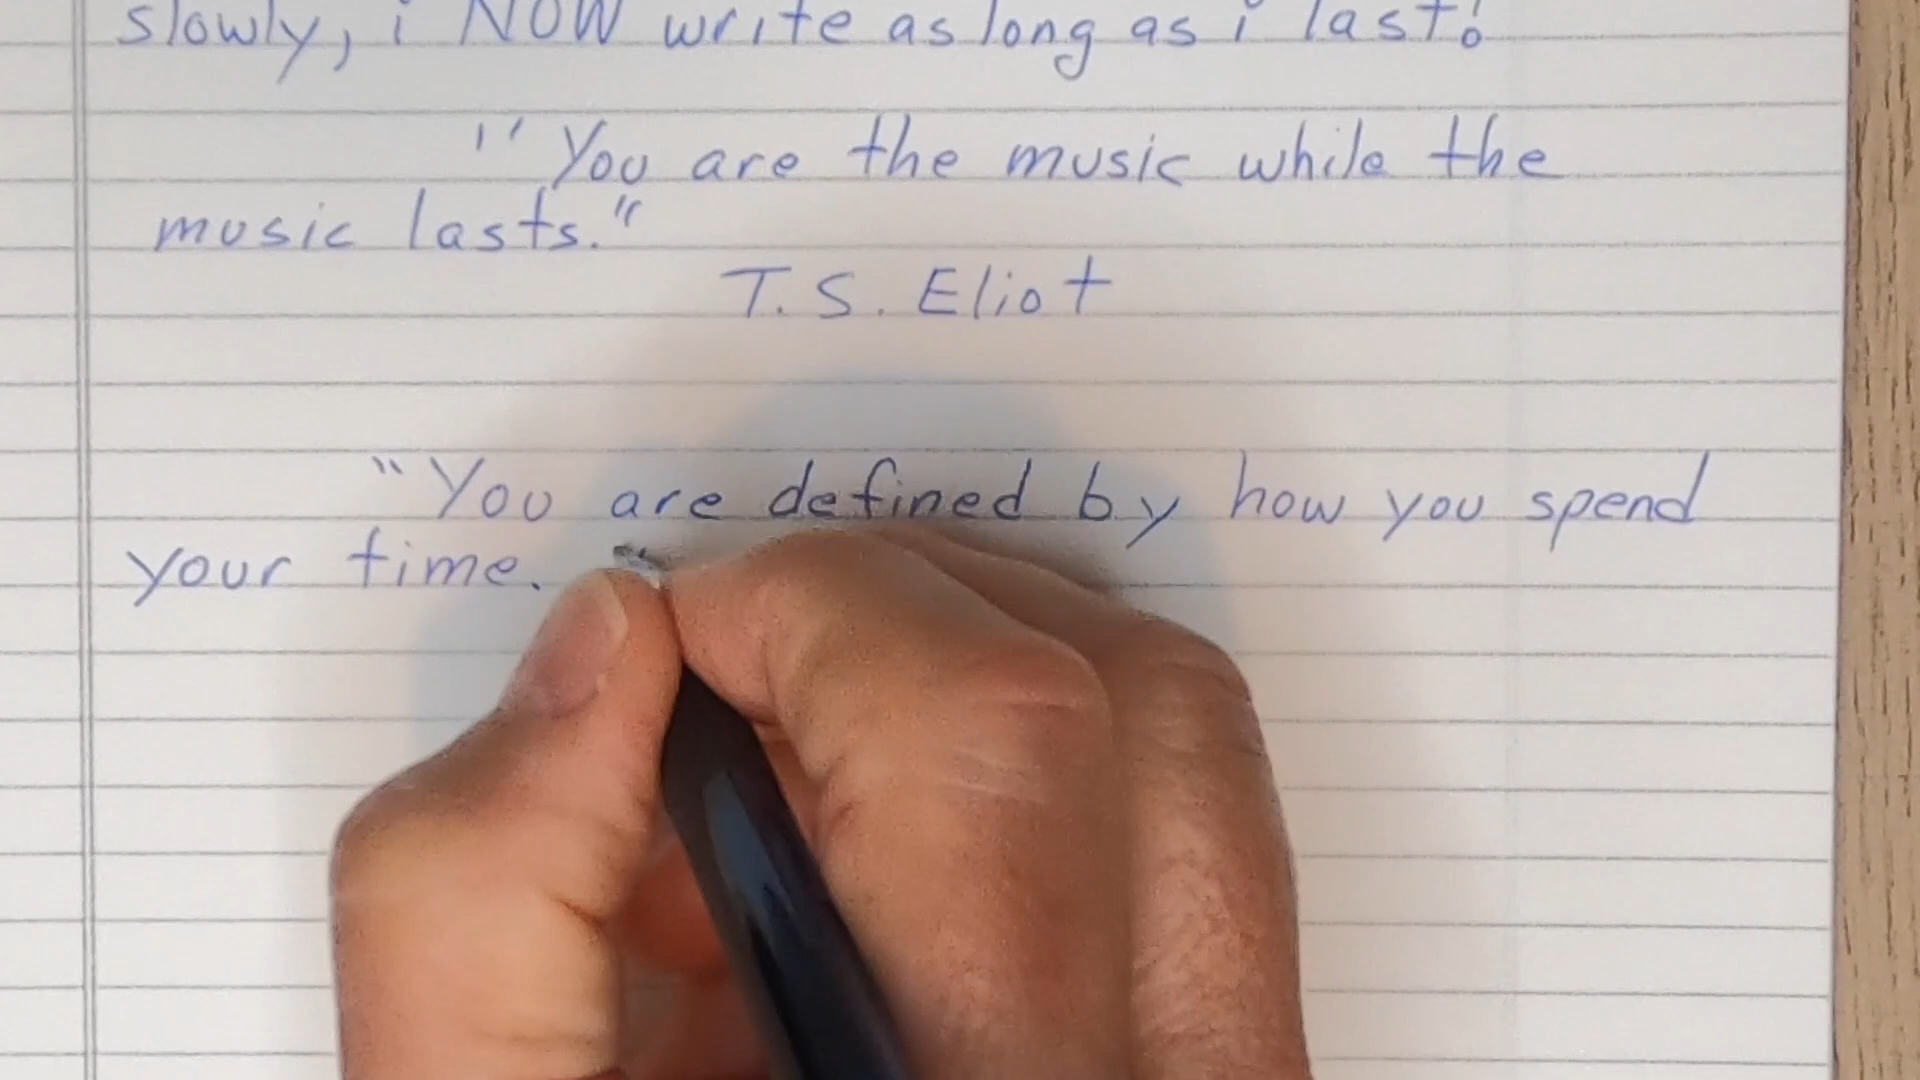 slowly, i NOW write as long as i last!
"You are the music while the
music lasts."
T. S. Eliot
"You are defined by how you spend
your time.